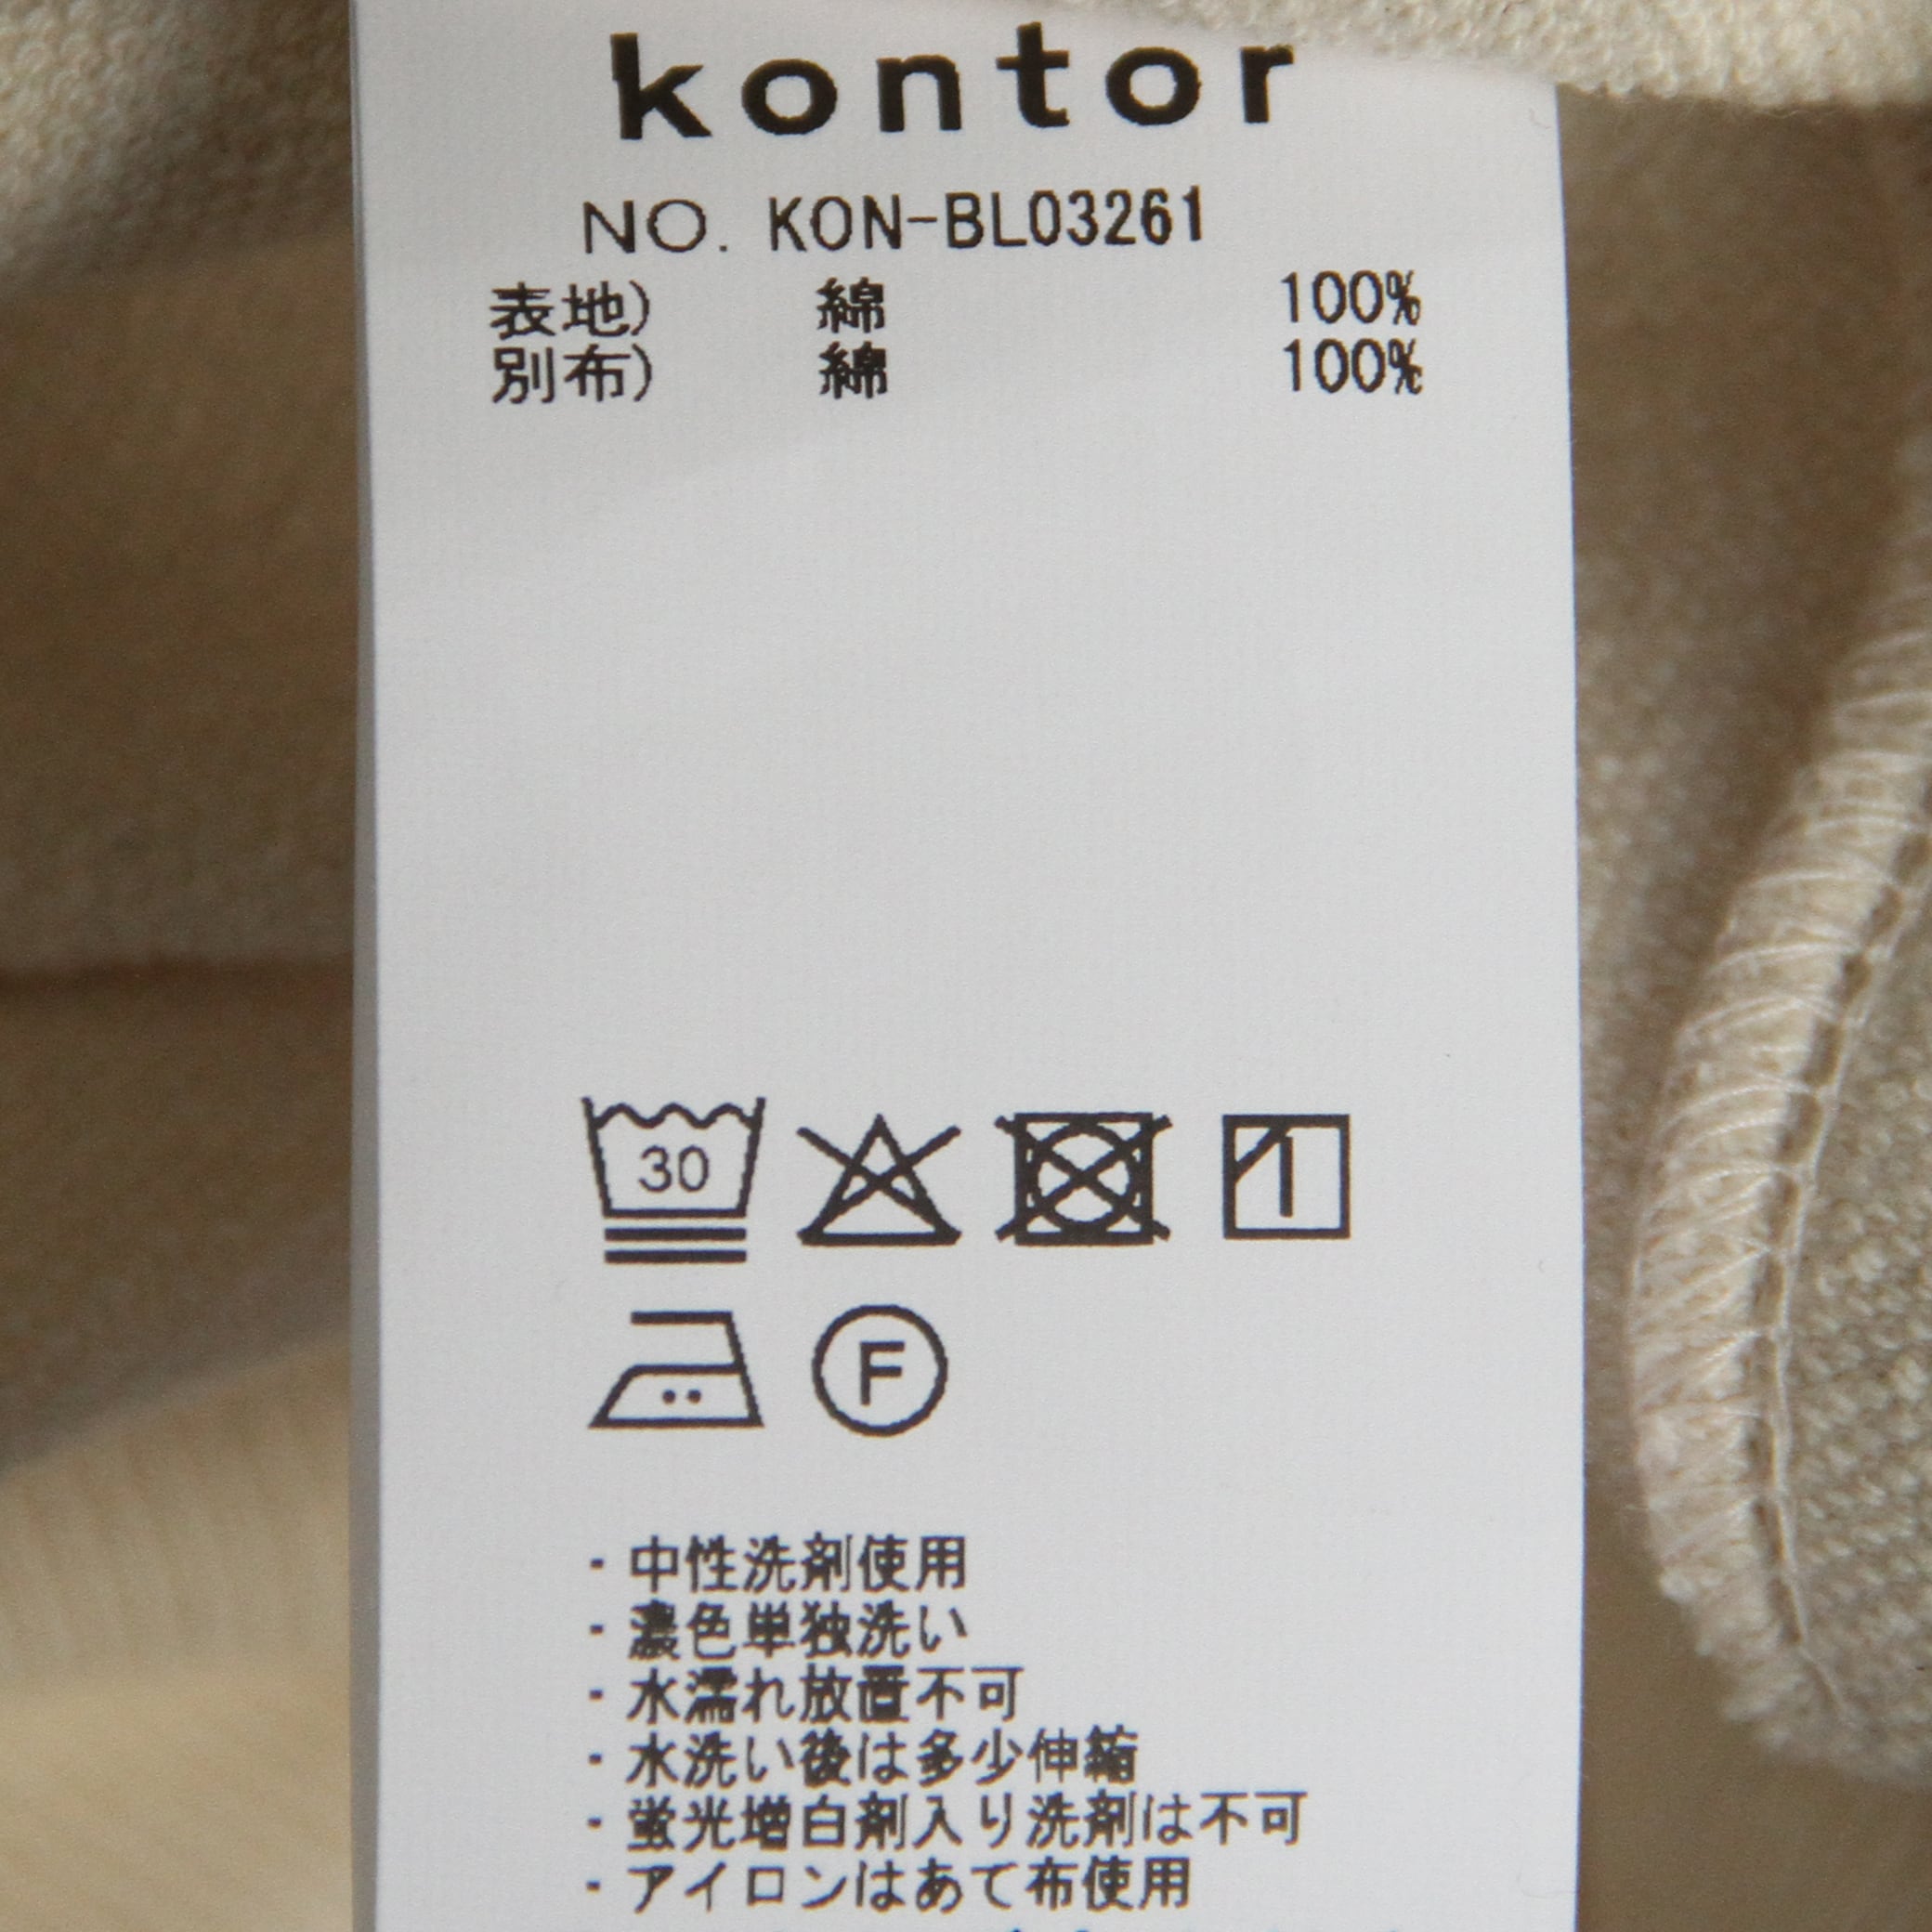 kontor
NO. KON-BL03261
表地) 綿 100%
別布) 綿 100%
30
F
・中性洗剤使用
・濃色単独洗い
・水濡れ放置不可
・水洗い後は多少伸縮
・蛍光増白剤入り洗剤は不可
・アイロンはあて布使用